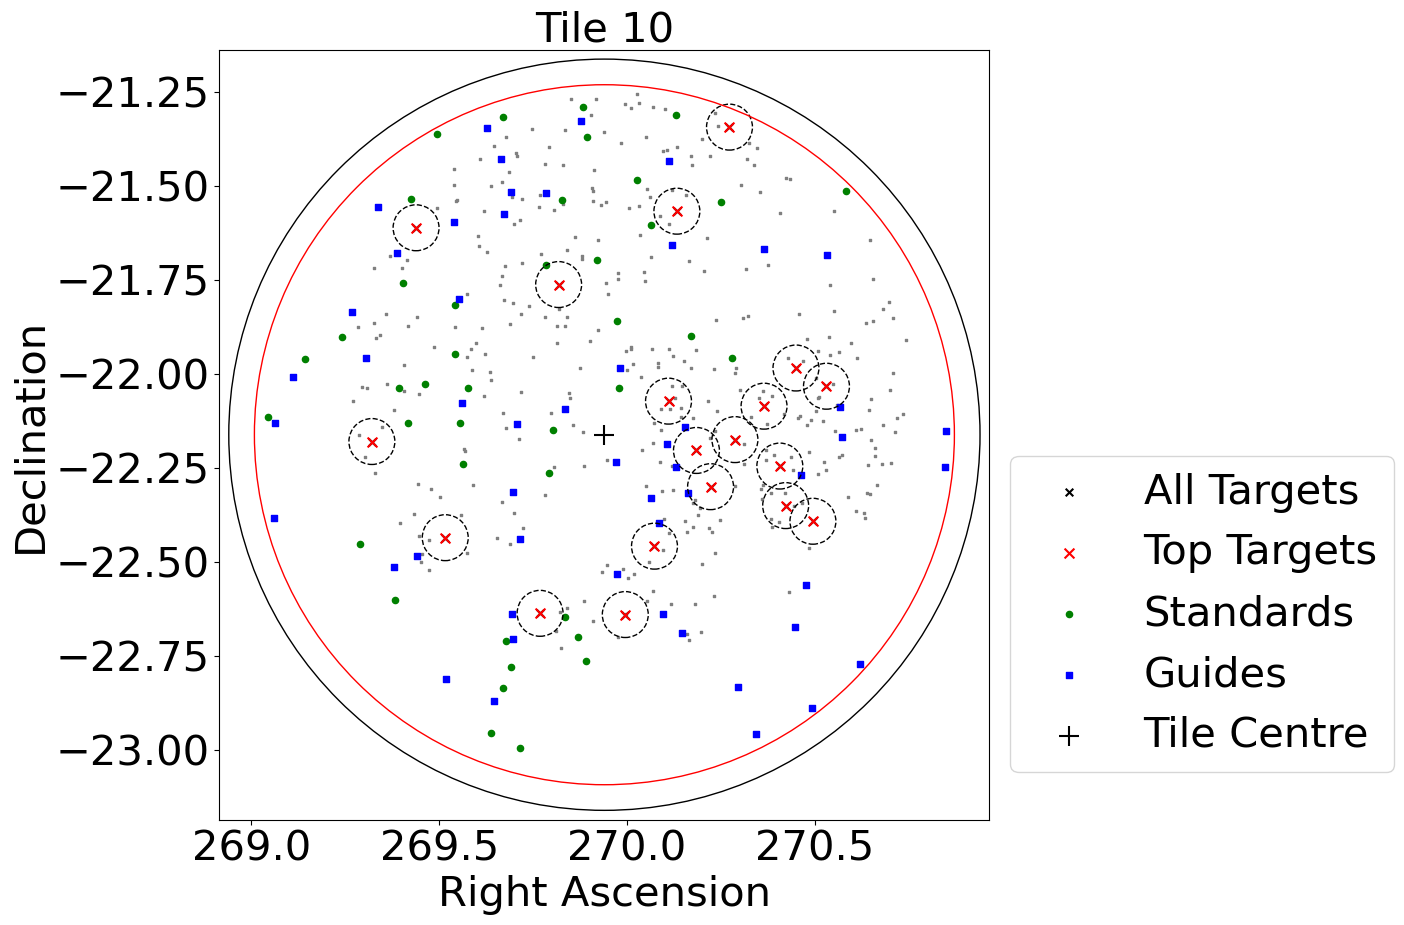 Tile 10
−21.25
−21.50
−21.75
−22.00
−22.25
−22.50
−22.75
−23.00
Declination
269.0 269.5 270.0 270.5
Right Ascension
All Targets
Top Targets
Standards
Guides
Tile Centre